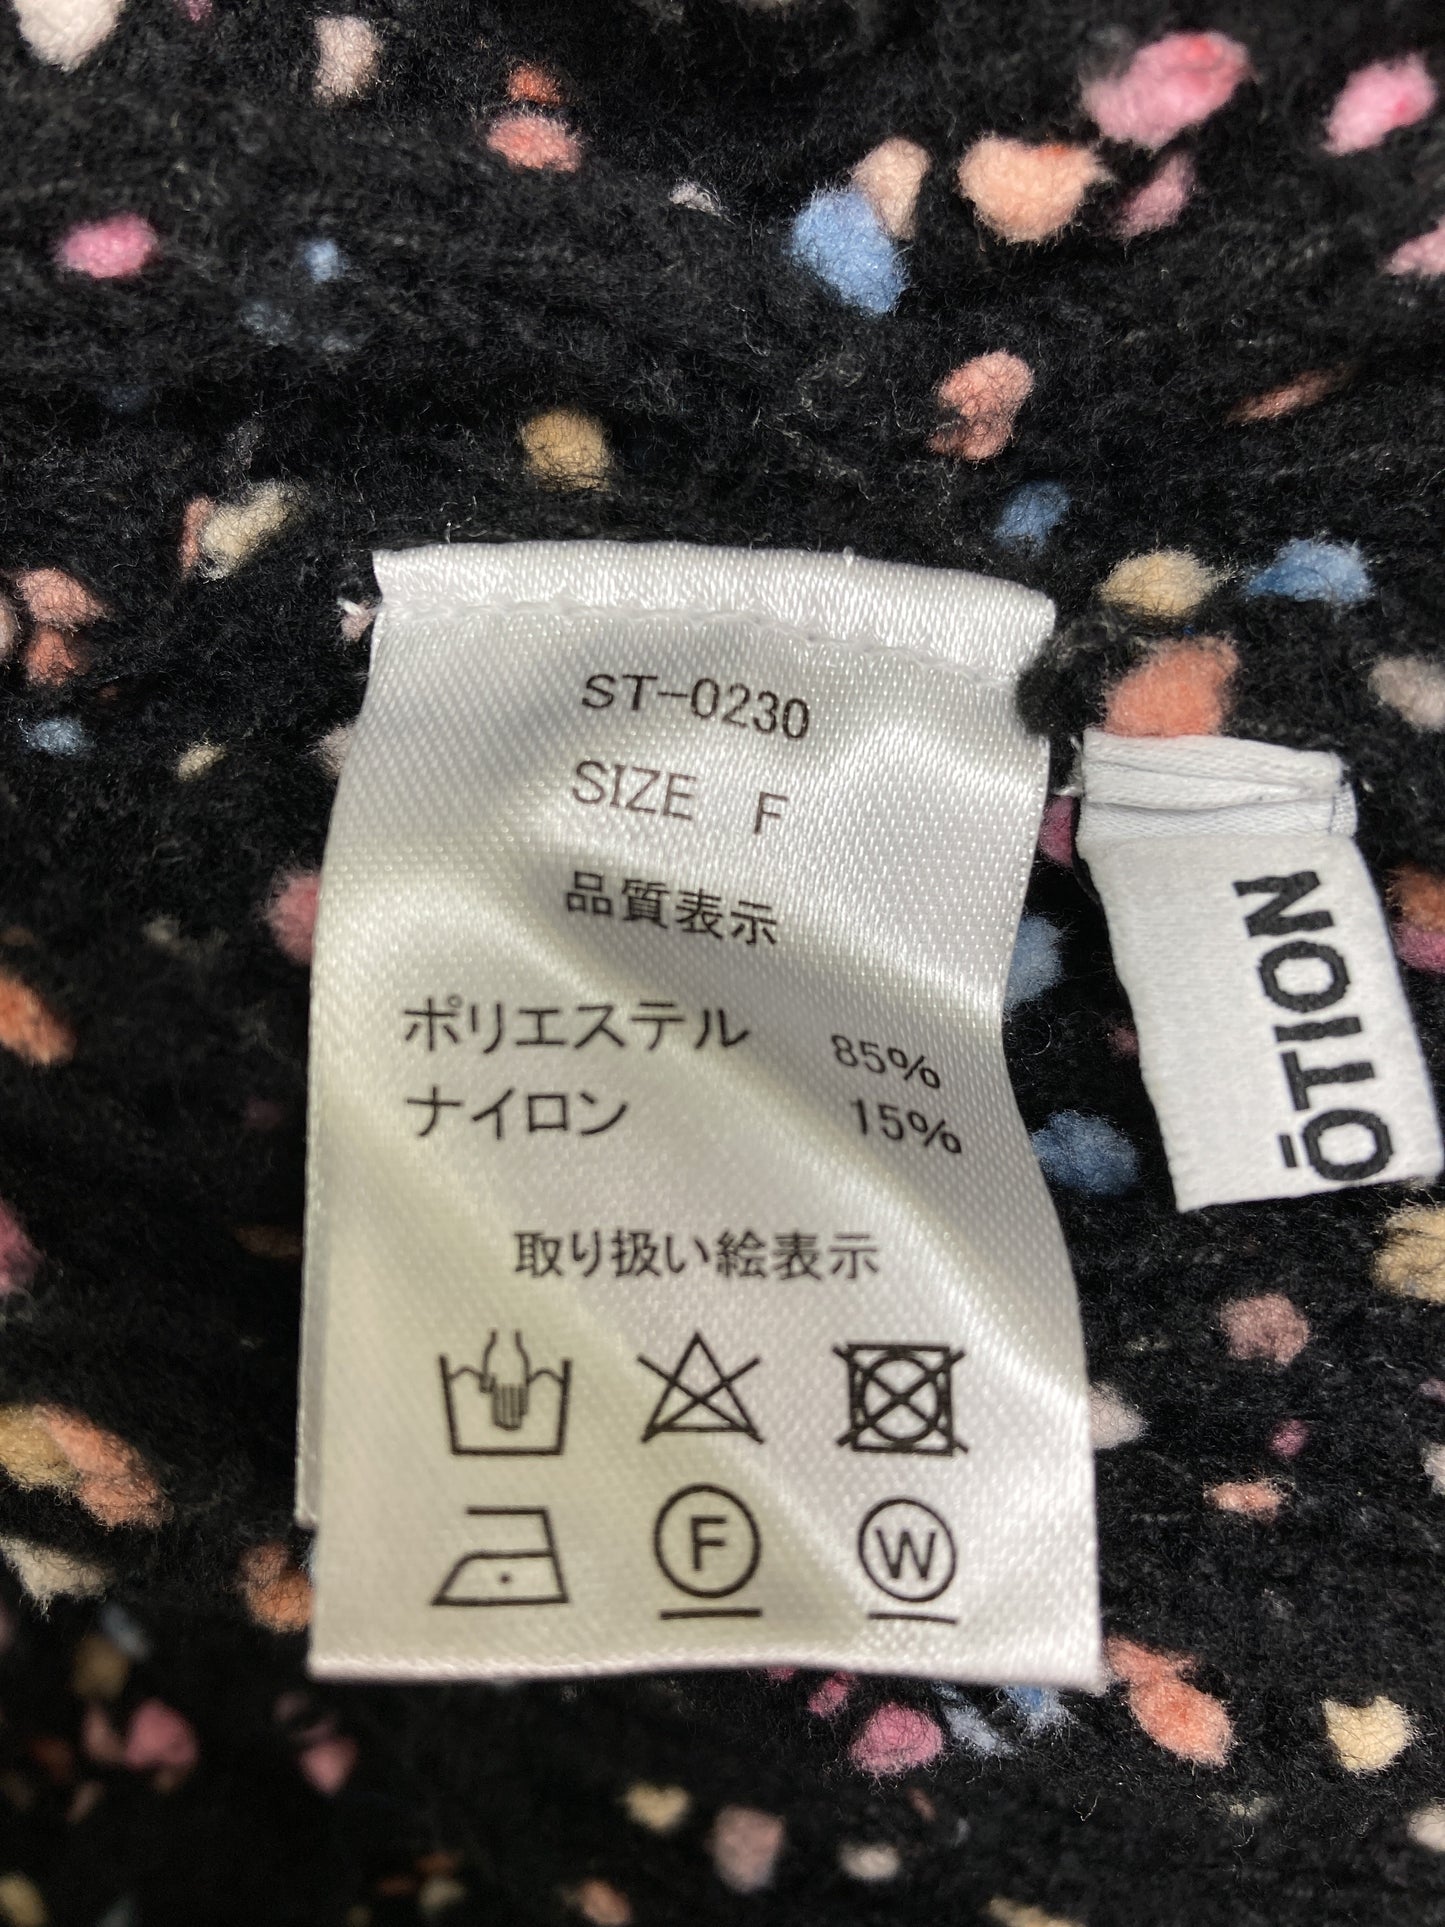 ST-0230
SIZE F
品質表示
ポリエステル 85%
ナイロン 15%
取り扱い絵表示
F
W
ŌTION